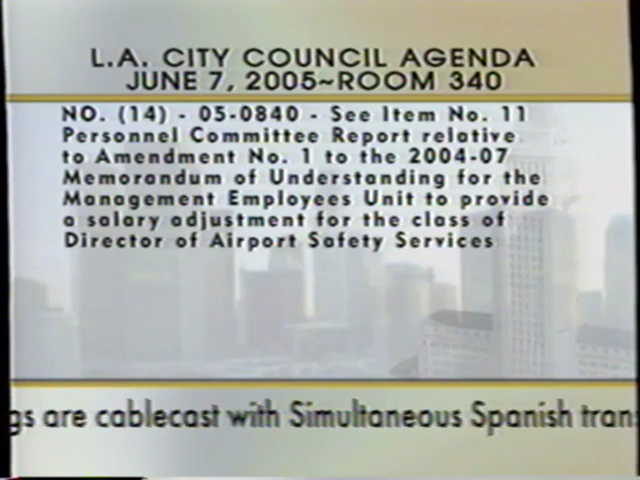 L.A. CITY COUNCIL AGENDA
JUNE 7, 2005~ROOM 340
NO. (14) - 05-0840 - See Item No. 11
Personnel Committee Report relative
to Amendment No. 1 to the 2004-07
Memorandum of Understanding for the
Management Employees Unit to provide
a salary adjustment for the class of
Director of Airport Safety Services
gs are cablecast with Simultaneous Spanish tran